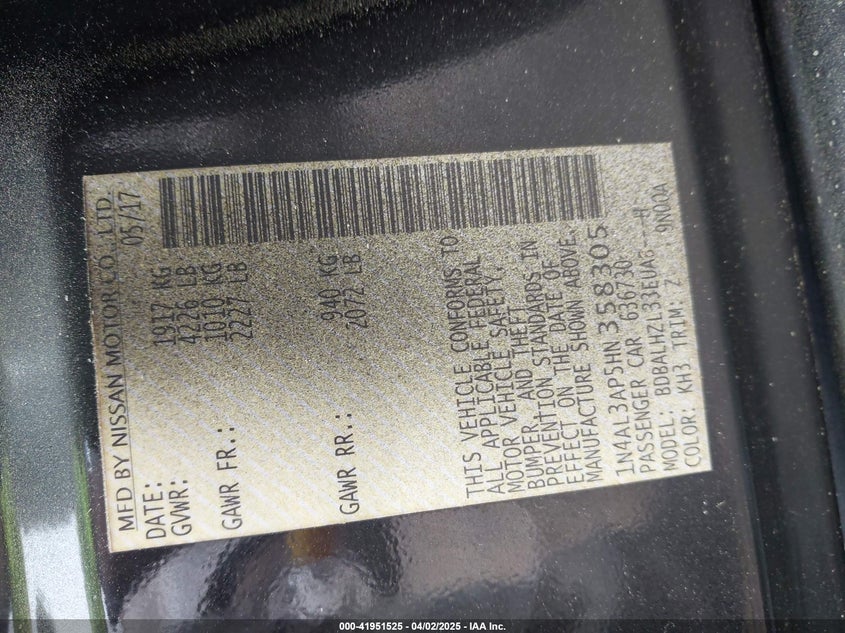 MFD BY NISSAN MOTOR CO., LTD.
DATE: 05/17
GVWR: 1917 KG
4226 LB
GAWR FR.: 1010 KG
2227 LB
GAWR RR.: 940 KG
2072 LB
THIS VEHICLE CONFORMS TO
ALL APPLICABLE FEDERAL
MOTOR VEHICLE SAFETY,
BUMPER, AND THEFT
PREVENTION STANDARDS IN
EFFECT ON THE DATE OF
MANUFACTURE SHOWN ABOVE.
1N4AL3AP5HN358305
PASSENGER CAR 636730
MODEL: BDBALHZL33EUA6---H
COLOR: KH3 TRIM: Z 9N00A
000-41951525 - 04/02/2025 - IAA Inc.